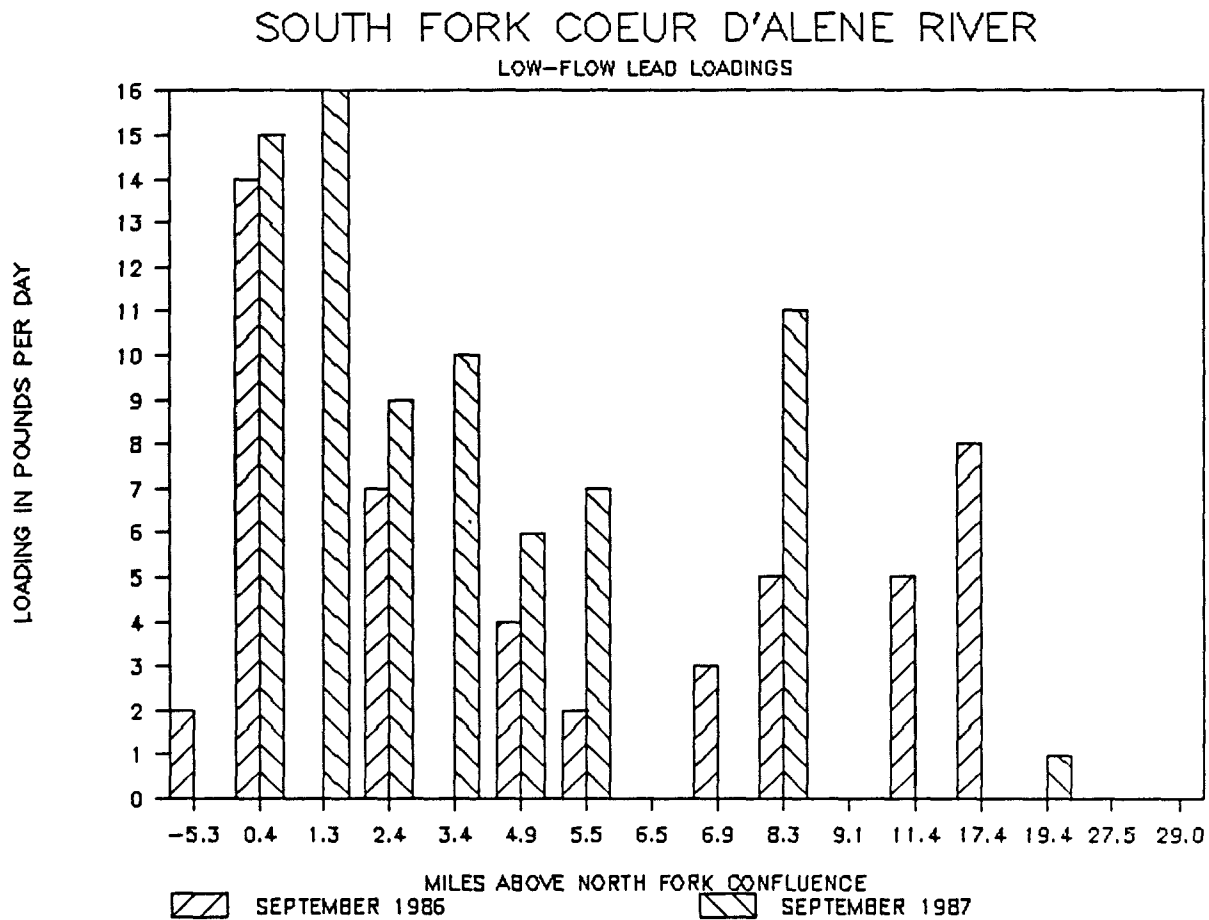 SOUTH FORK COEUR D'ALENE RIVER
LOW-FLOW LEAD LOADINGS
LOADING IN POUNDS PER DAY
16
15
14
13
12
11
10
9
8
7
6
5
4
3
2
1
0
-5.3 0.4 1.3 2.4 3.4 4.9 5.5 6.5 6.9 8.3 9.1 11.4 17.4 19.4 27.5 29.0
MILES ABOVE NORTH FORK CONFLUENCE
SEPTEMBER 1986 SEPTEMBER 1987